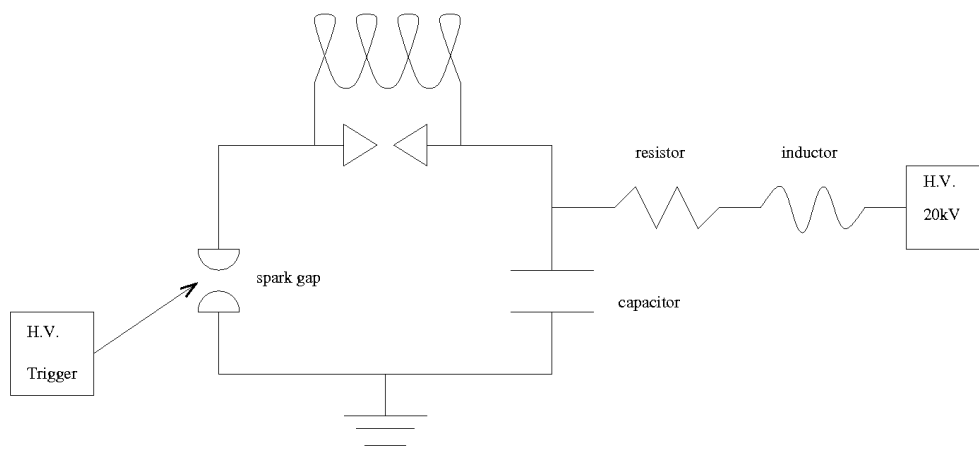 resistor
inductor
H.V.
20kV
spark gap
capacitor
H.V.
Trigger